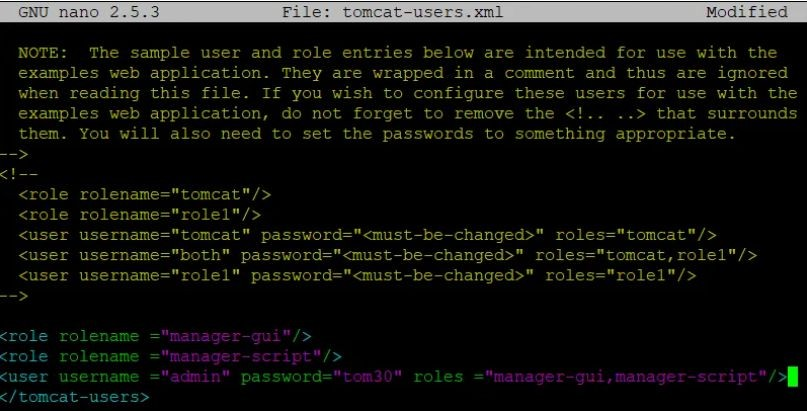 GNU nano 2.5.3 File: tomcat-users.xml Modified
NOTE: The sample user and role entries below are intended for use with the
examples web application. They are wrapped in a comment and thus are ignored
when reading this file. If you wish to configure these users for use with the
examples web application, do not forget to remove the <!.. ..> that surrounds
them. You will also need to set the passwords to something appropriate.
-->
<!--
<role rolename="tomcat"/>
<role rolename="role1"/>
<user username="tomcat" password="<must-be-changed>" roles="tomcat"/>
<user username="both" password="<must-be-changed>" roles="tomcat,role1"/>
<user username="role1" password="<must-be-changed>" roles="role1"/>
-->
<role rolename ="manager-gui"/>
<role rolename ="manager-script"/>
<user username ="admin" password="tom30" roles ="manager-gui,manager-script"/>
</tomcat-users>